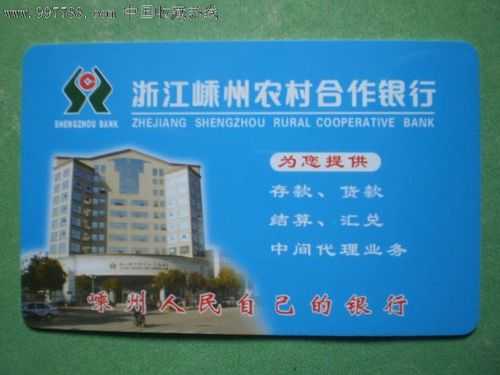 www.997788.com 中国收藏热线
浙江嵊州农村合作银行
SHENGZHOU BANK
ZHEJIANG SHENGZHOU RURAL COOPERATIVE BANK
为您提供
存款、贷款
结算、汇兑
中间代理业务
嵊州人民自己的银行